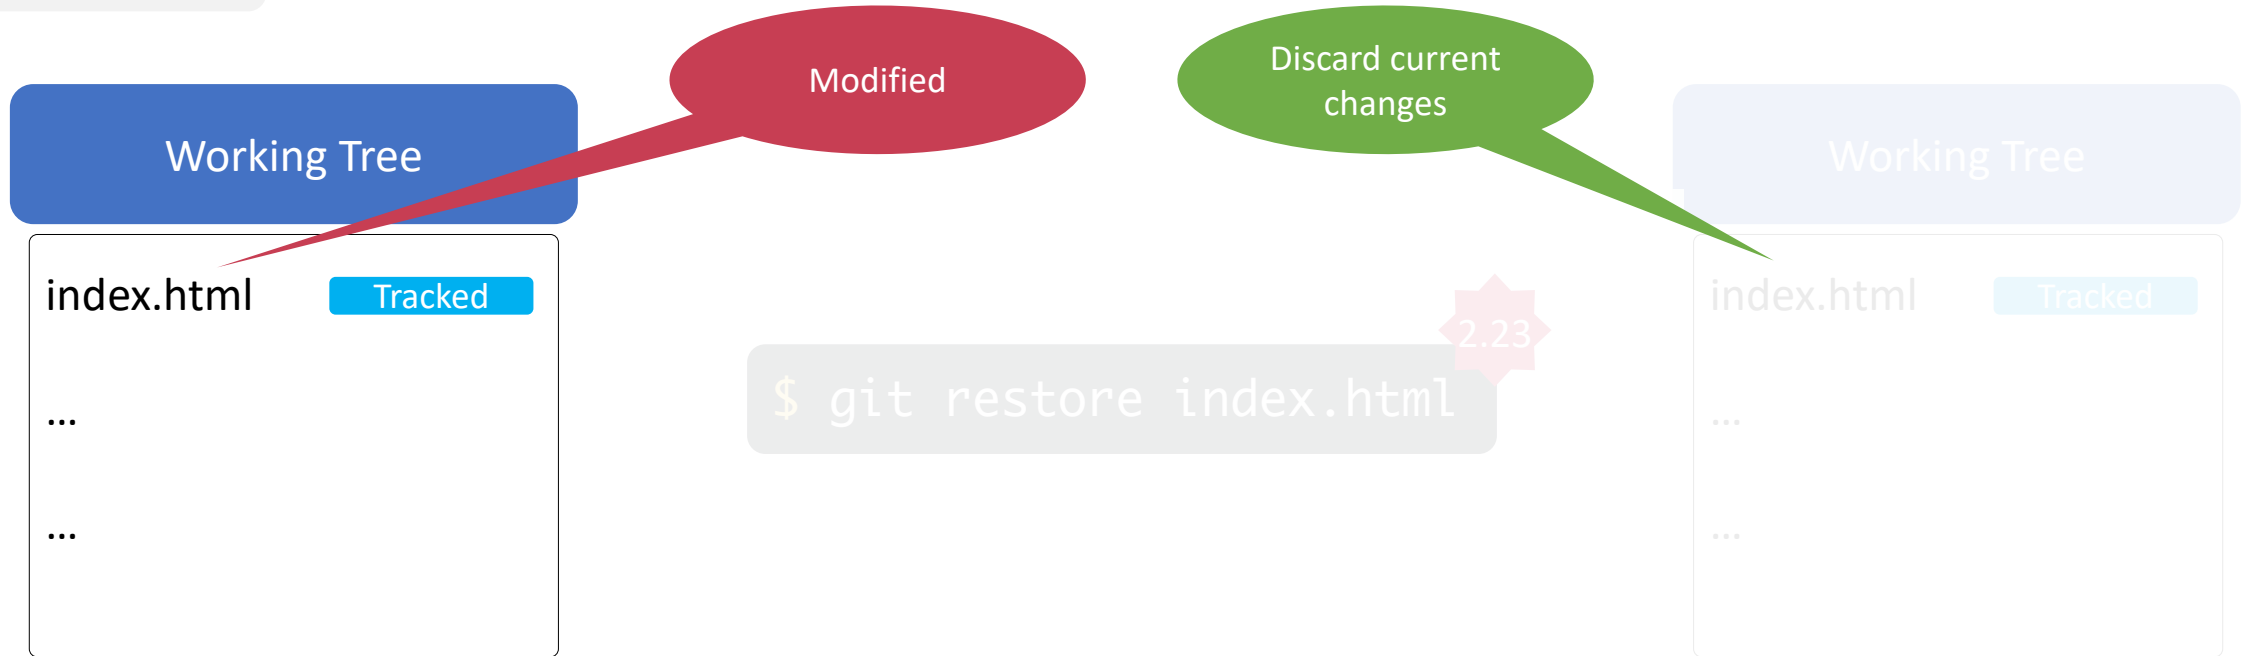 Modified
Discard current
changes
Working Tree
Working Tree
index.html
Tracked
index.html
Tracked
2.23
$ git restore index.html
...
...
...
...